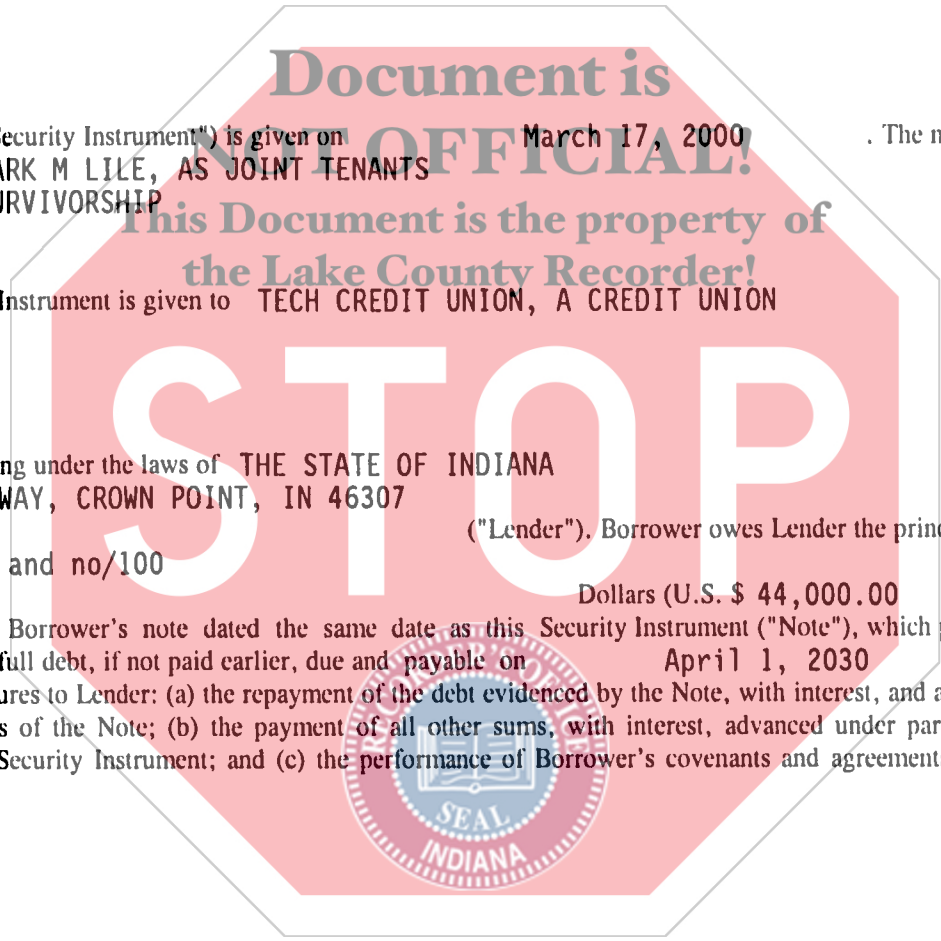 Document is
Security Instrument") is given on March 17, 2000 . The m
NOT OFFICIAL!
ARK M LILE, AS JOINT TENANTS
URVIVORSHIP
This Document is the property of
the Lake County Recorder!
Instrument is given to TECH CREDIT UNION, A CREDIT UNION
STOP
ng under the laws of THE STATE OF INDIANA
WAY, CROWN POINT, IN 46307
("Lender"). Borrower owes Lender the princ
and no/100
Dollars (U.S. $ 44,000.00
Borrower's note dated the same date as this Security Instrument ("Note"), which
full debt, if not paid earlier, due and payable on April 1, 2030
ures to Lender: (a) the repayment of the debt evidenced by the Note, with interest, and a
s of the Note; (b) the payment of all other sums, with interest, advanced under par
Security Instrument; and (c) the performance of Borrower's covenants and agreement
RECORDER'S OFFICE
SEAL
INDIANA